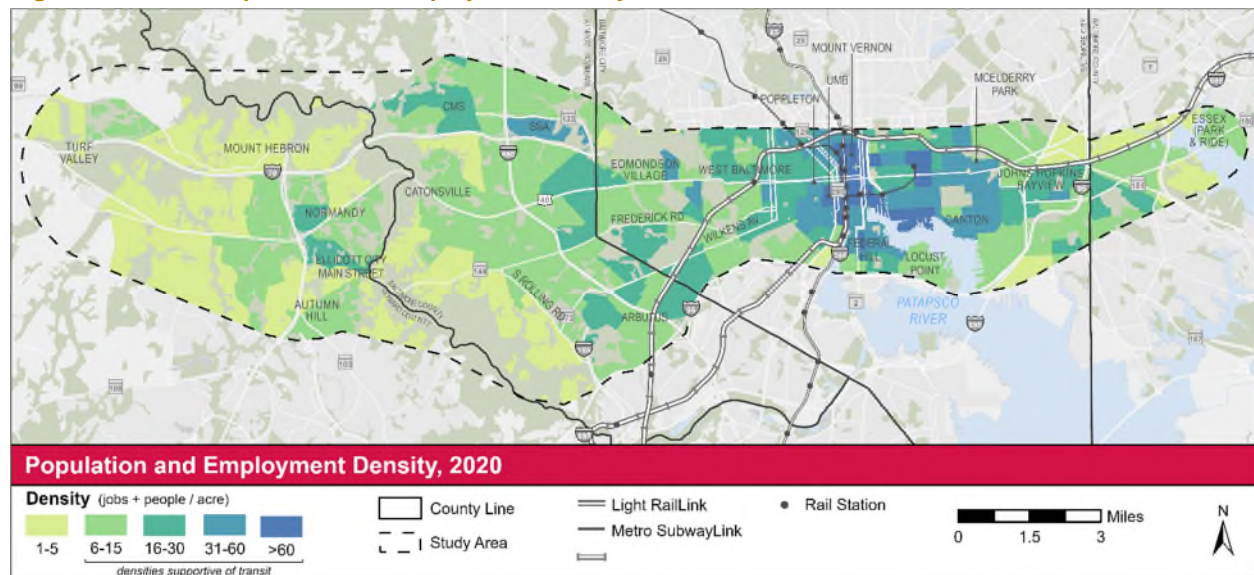 MOUNT VERNON
UMB
POPPLETON
MCELDERRY
PARK
CMS
SSA
ESSEX
(PARK
& RIDE)
TURF
VALLEY
MOUNT HEBRON
EDMONDSON
VILLAGE
WEST BALTIMORE
JOHNS HOPKINS
BAYVIEW
CATONSVILLE
40
NORMANDY
FREDERICK RD
WILKENS AV
CANTON
ELLICOTT CITY
MAIN STREET
144
FEDERAL
HILL
LOCUST
POINT
S ROLLING RD
AUTUMN
HILL
ARBUTUS
2
PATAPSCO
RIVER
103
Population and Employment Density, 2020
Density (jobs + people / acre)
1-5 6-15 16-30 31-60 >60
densities supportive of transit
County Line
Study Area
Light RailLink
Metro SubwayLink
Rail Station
Miles
0 1.5 3
N